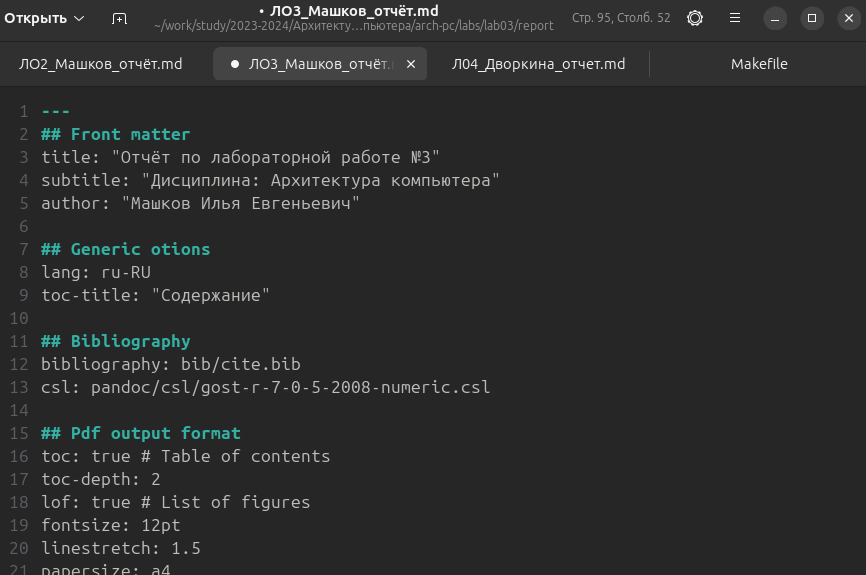 Открыть
• ЛО3_Машков_отчёт.md
~/work/study/2023-2024/Архитекту…пьютера/arch-pc/labs/lab03/report
Стр. 95, Столб. 52
ЛО2_Машков_отчёт.md
ЛО3_Машков_отчёт.
Л04_Дворкина_отчет.md
Makefile
1 ---
2 ## Front matter
3 title: "Отчёт по лабораторной работе №3"
4 subtitle: "Дисциплина: Архитектура компьютера"
5 author: "Машков Илья Евгеньевич"
6
7 ## Generic otions
8 lang: ru-RU
9 toc-title: "Содержание"
10
11 ## Bibliography
12 bibliography: bib/cite.bib
13 csl: pandoc/csl/gost-r-7-0-5-2008-numeric.csl
14
15 ## Pdf output format
16 toc: true # Table of contents
17 toc-depth: 2
18 lof: true # List of figures
19 fontsize: 12pt
20 linestretch: 1.5
21 papersize: a4